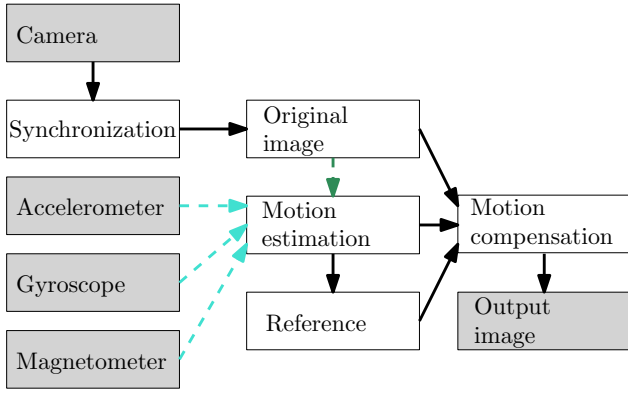 Camera
Synchronization
Original
image
Accelerometer
Motion
estimation
Motion
compensation
Gyroscope
Reference
Output
image
Magnetometer